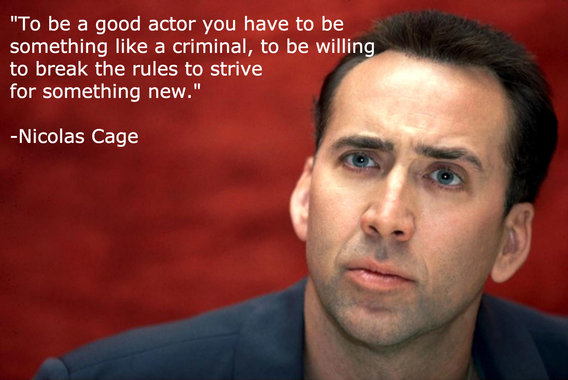 "To be a good actor you have to be
something like a criminal, to be willing
to break the rules to strive
for something new."
-Nicolas Cage